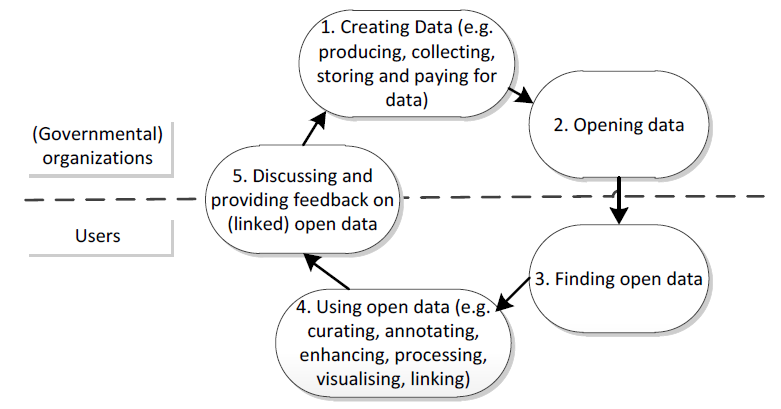 1. Creating Data (e.g.
producing, collecting,
storing and paying for
data)
2. Opening data
(Governmental)
organizations
5. Discussing and
providing feedback on
(linked) open data
Users
3. Finding open data
4. Using open data (e.g.
curating, annotating,
enhancing, processing,
visualising, linking)